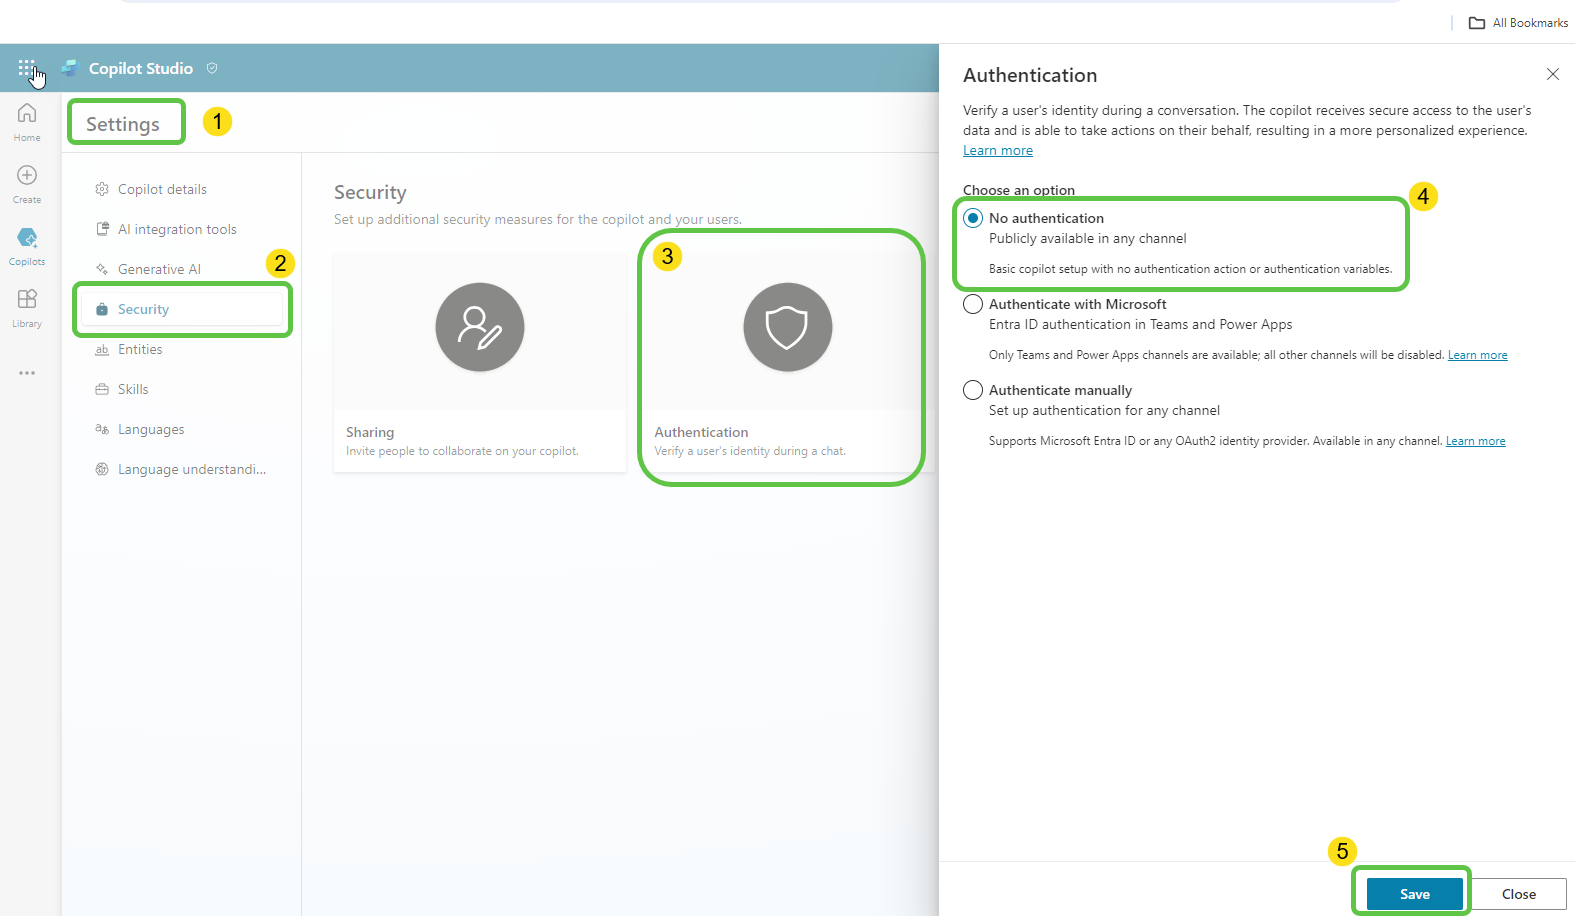 All Bookmarks
Copilot Studio
Home
Create
Copilots
Library
Settings
1
Copilot details
AI integration tools
Generative AI
2
Security
Entities
Skills
Languages
Language understandi...
Security
Set up additional security measures for the copilot and your users.
Sharing
Invite people to collaborate on your copilot.
3
Authentication
Verify a user's identity during a chat.
Authentication
Verify a user's identity during a conversation. The copilot receives secure access to the user's
data and is able to take actions on their behalf, resulting in a more personalized experience.
Learn more
Choose an option
4
No authentication
Publicly available in any channel
Basic copilot setup with no authentication action or authentication variables.
Authenticate with Microsoft
Entra ID authentication in Teams and Power Apps
Only Teams and Power Apps channels are available; all other channels will be disabled. Learn more
Authenticate manually
Set up authentication for any channel
Supports Microsoft Entra ID or any OAuth2 identity provider. Available in any channel. Learn more
5
Save
Close